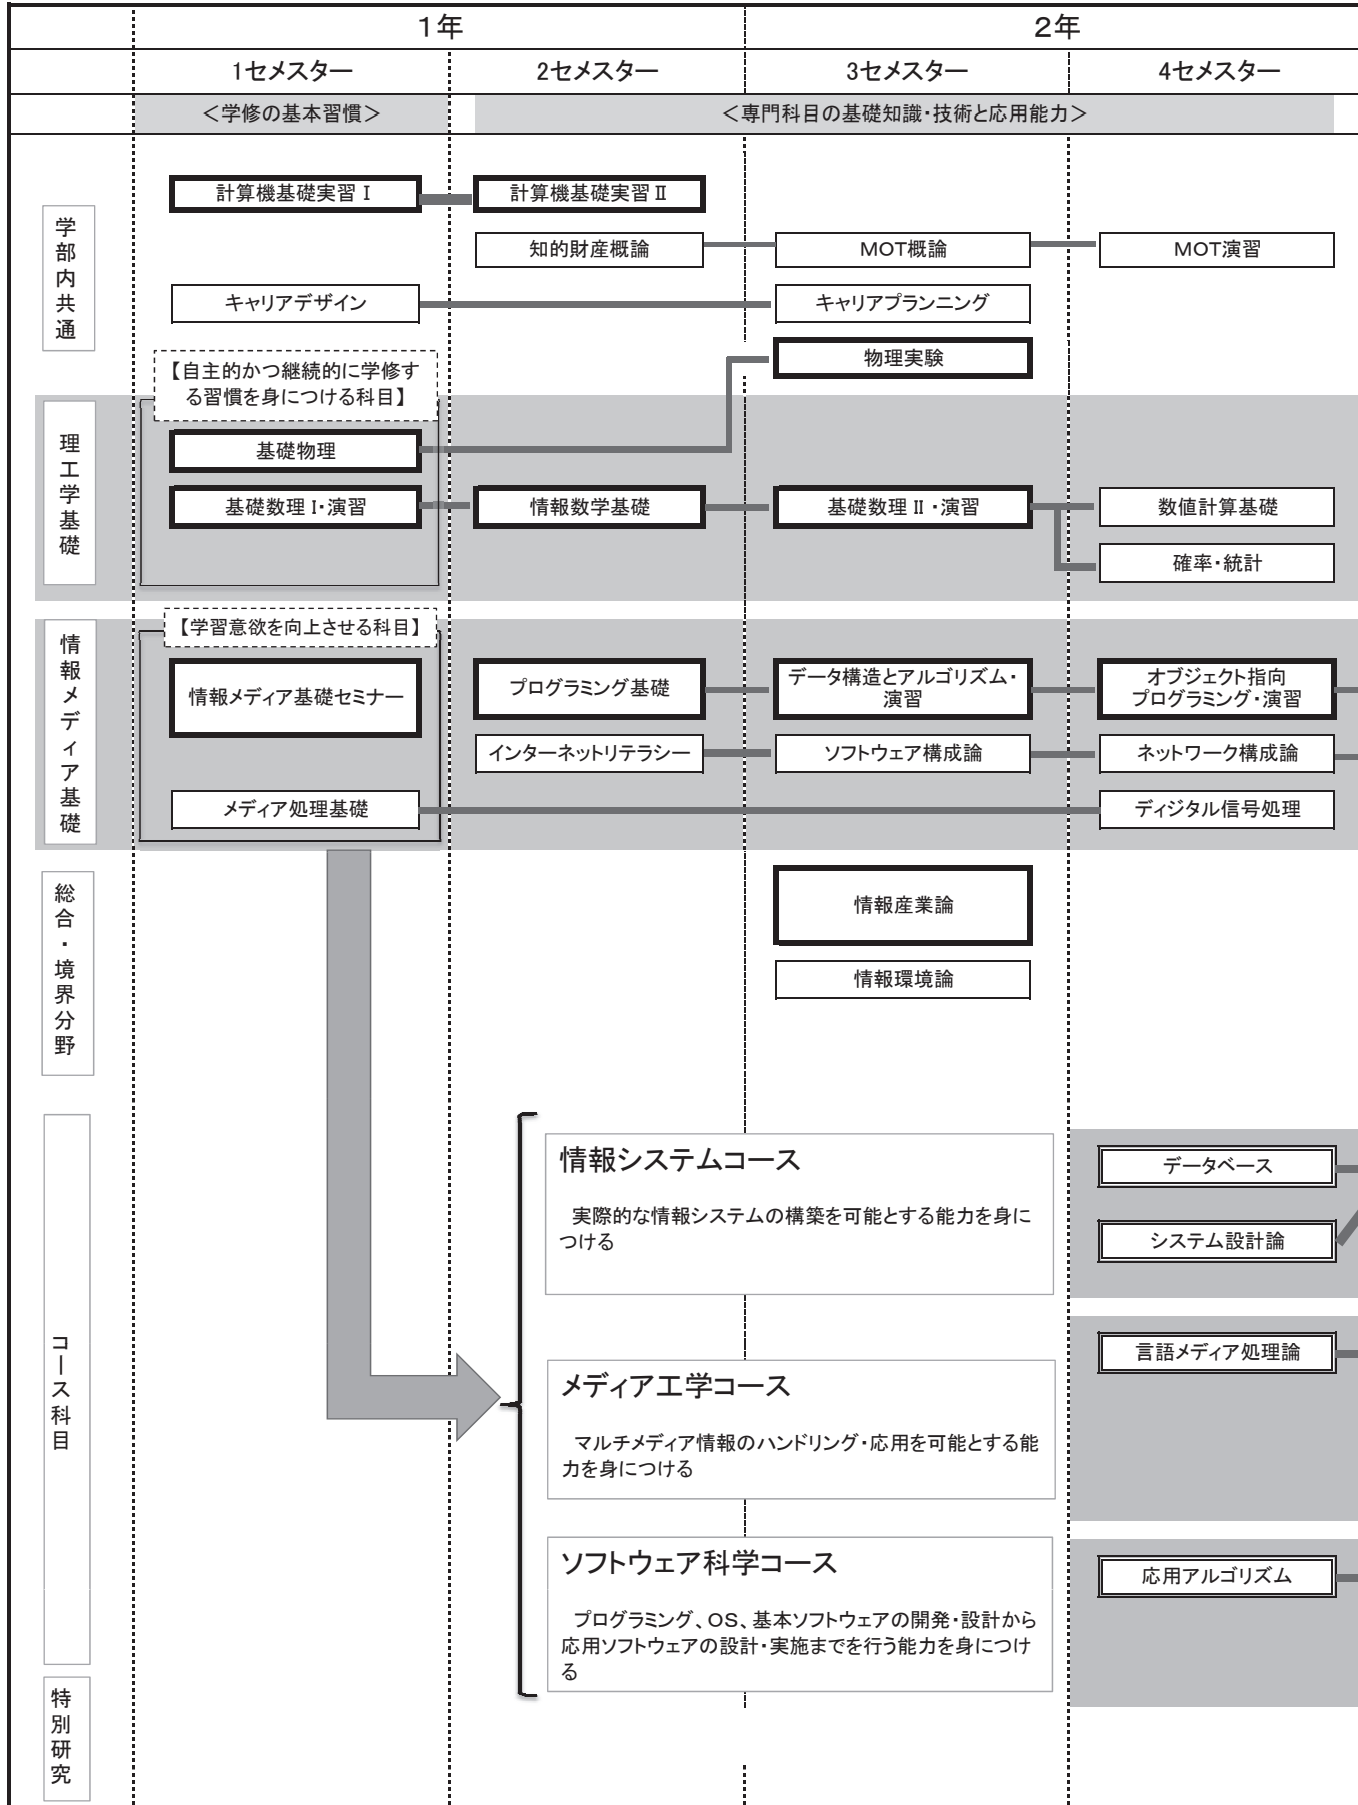 1年
2年
1セメスター
2セメスター
3セメスター
4セメスター
＜学修の基本習慣＞
＜専門科目の基礎知識・技術と応用能力＞
学部内共通
計算機基礎実習 I
計算機基礎実習 II
知的財産概論
MOT概論
MOT演習
キャリアデザイン
キャリアプランニング
物理実験
【自主的かつ継続的に学修す
る習慣を身につける科目】
理工学基礎
基礎物理
基礎数理 I・演習
情報数学基礎
基礎数理 II ・演習
数値計算基礎
確率・統計
【学習意欲を向上させる科目】
情報メディア基礎
情報メディア基礎セミナー
プログラミング基礎
データ構造とアルゴリズム・
演習
オブジェクト指向
プログラミング・演習
インターネットリテラシー
ソフトウェア構成論
ネットワーク構成論
メディア処理基礎
ディジタル信号処理
総合・境界分野
情報産業論
情報環境論
コース科目
情報システムコース
実際的な情報システムの構築を可能とする能力を身に
つける
データベース
システム設計論
メディア工学コース
マルチメディア情報のハンドリング・応用を可能とする能
力を身につける
言語メディア処理論
ソフトウェア科学コース
プログラミング、OS、基本ソフトウェアの開発・設計から
応用ソフトウェアの設計・実施までを行う能力を身につけ
る
応用アルゴリズム
特別研究